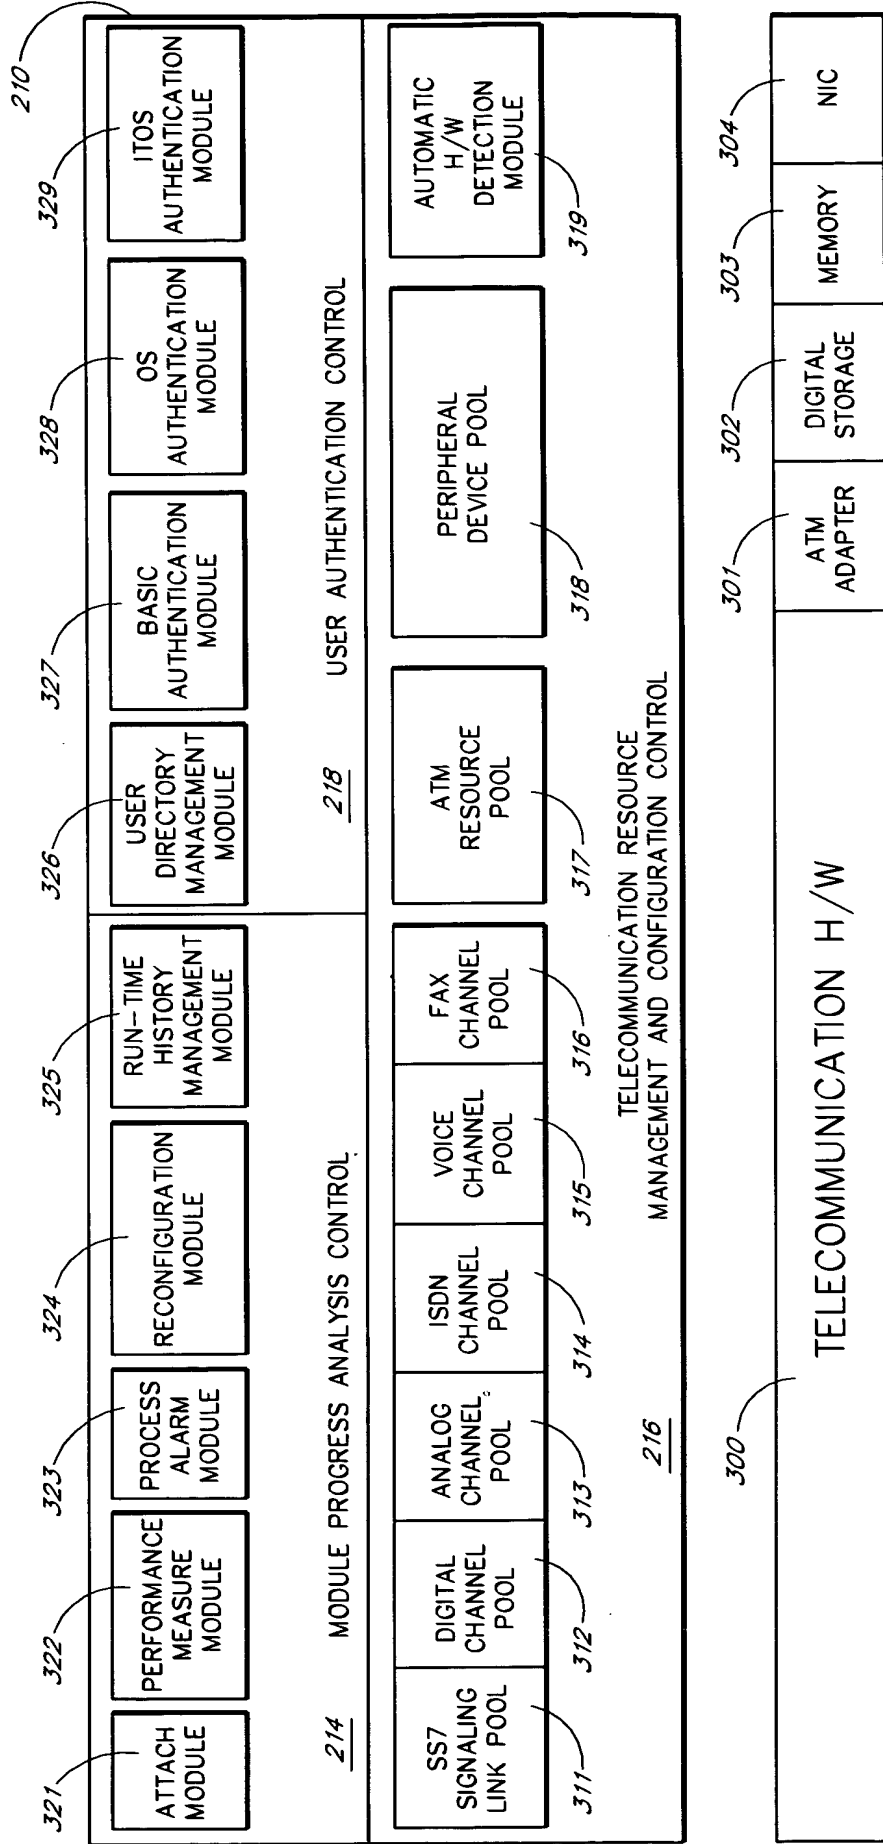 210
321
322
323
324
325
326
327
328
329
ATTACH
MODULE
PERFORMANCE
MEASURE
MODULE
PROCESS
ALARM
MODULE
RECONFIGURATION
MODULE
RUN-TIME
HISTORY
MANAGEMENT
MODULE
USER
DIRECTORY
MANAGEMENT
MODULE
BASIC
AUTHENTICATION
MODULE
OS
AUTHENTICATION
MODULE
ITOS
AUTHENTICATION
MODULE
214
MODULE PROGRESS ANALYSIS CONTROL
218
USER AUTHENTICATION CONTROL
SS7
SIGNALING
LINK POOL
DIGITAL
CHANNEL
POOL
ANALOG
CHANNEL
POOL
ISDN
CHANNEL
POOL
VOICE
CHANNEL
POOL
FAX
CHANNEL
POOL
ATM
RESOURCE
POOL
PERIPHERAL
DEVICE POOL
AUTOMATIC
H/W
DETECTION
MODULE
311
312
313
314
315
316
317
318
319
216
TELECOMMUNICATION RESOURCE
MANAGEMENT AND CONFIGURATION CONTROL
300
301
302
303
304
TELECOMMUNICATION H/W
ATM
ADAPTER
DIGITAL
STORAGE
MEMORY
NIC